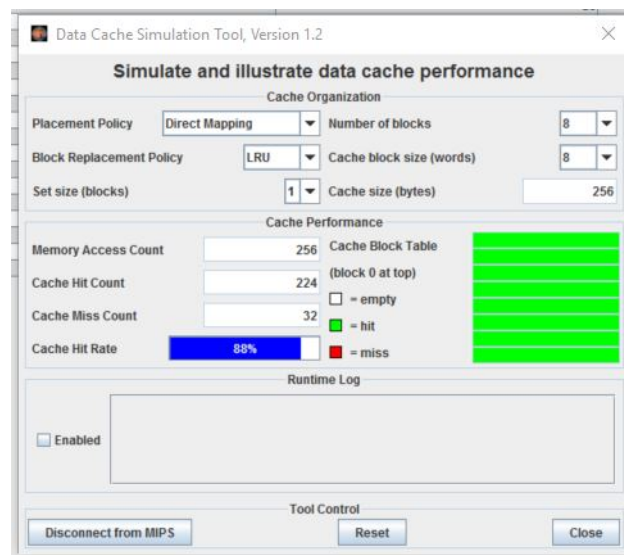 Data Cache Simulation Tool, Version 1.2
Simulate and illustrate data cache performance
Cache Organization
Placement Policy Direct Mapping Number of blocks 8
Block Replacement Policy LRU Cache block size (words) 8
Set size (blocks) 1 Cache size (bytes) 256
Cache Performance
Memory Access Count 256 Cache Block Table
(block 0 at top)
Cache Hit Count 224
= empty
Cache Miss Count 32
= hit
Cache Hit Rate 88%
= miss
Runtime Log
Enabled
Tool Control
Disconnect from MIPS Reset Close